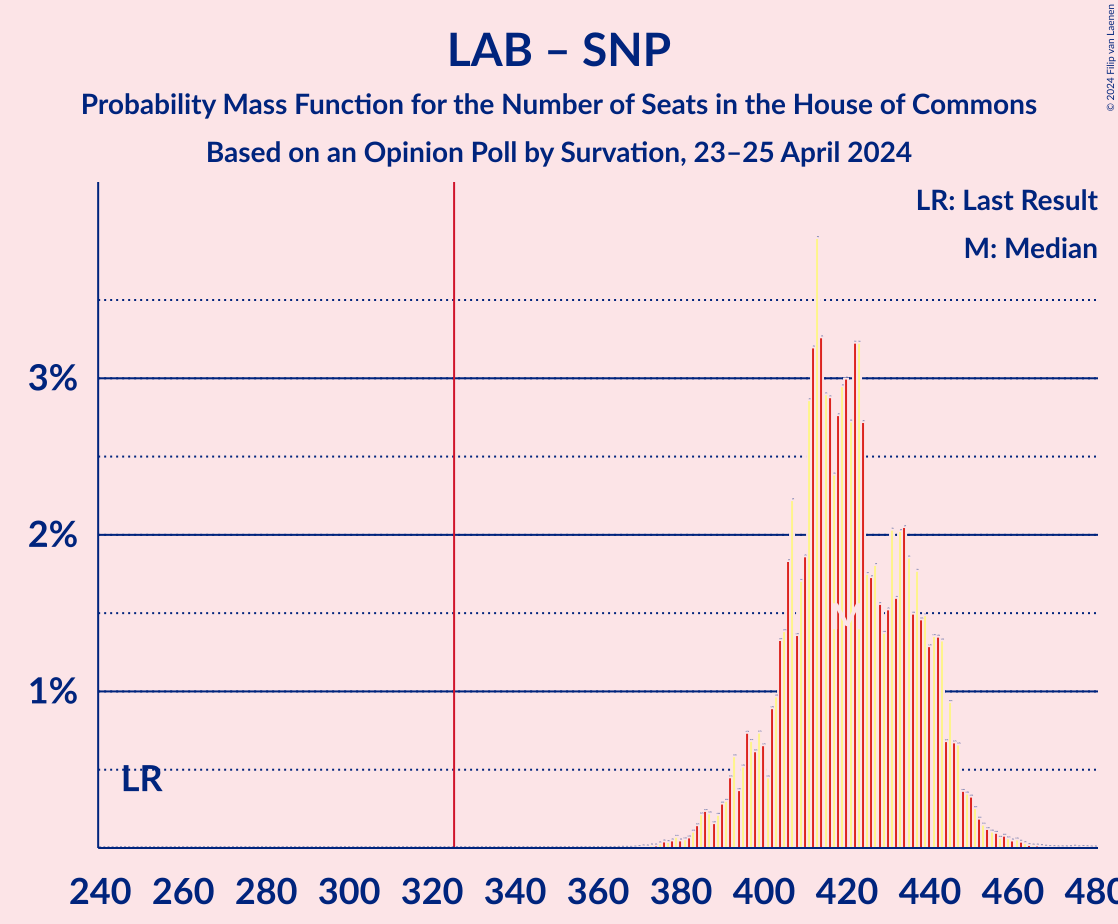 LAB – SNP
Probability Mass Function for the Number of Seats in the House of Commons
Based on an Opinion Poll by Survation, 23–25 April 2024
© 2024 Filip van Laenen
LR: Last Result
M: Median
3%
2%
1%
M
LR
240 260 280 300 320 340 360 380 400 420 440 460 480